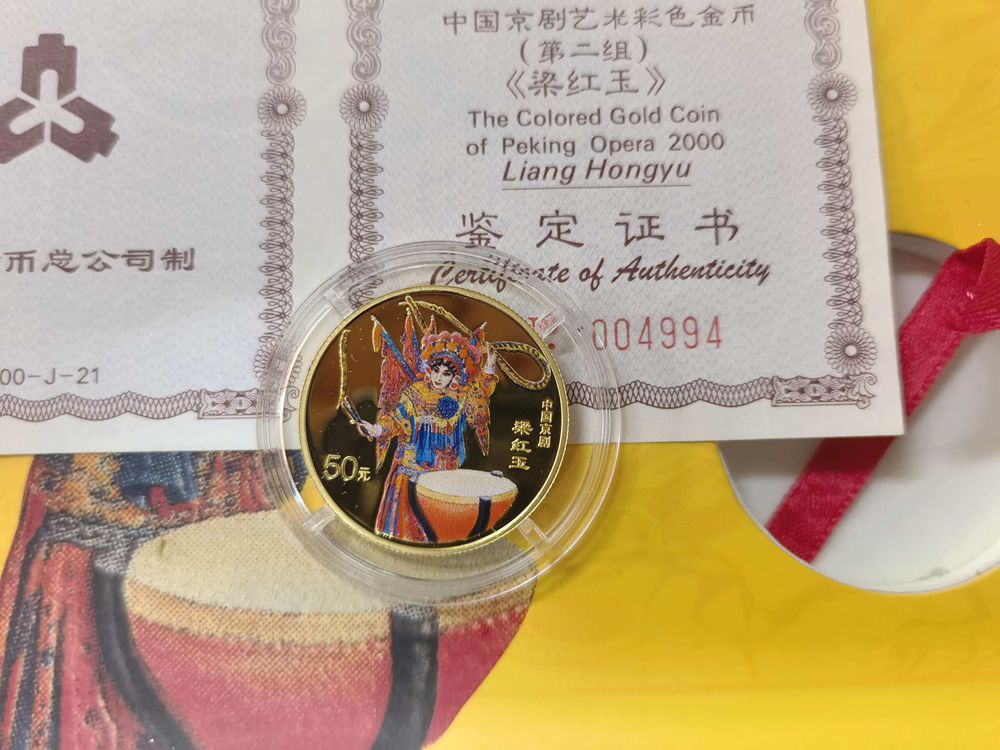 币总公司制
00-J-21
中国京剧艺术彩色金币
(第二组)
《梁红玉》
The Colored Gold Coin
of Peking Opera 2000
Liang Hongyu
鉴定证书
Certificate of Authenticity
004994
中国京剧
梁紅玉
50元